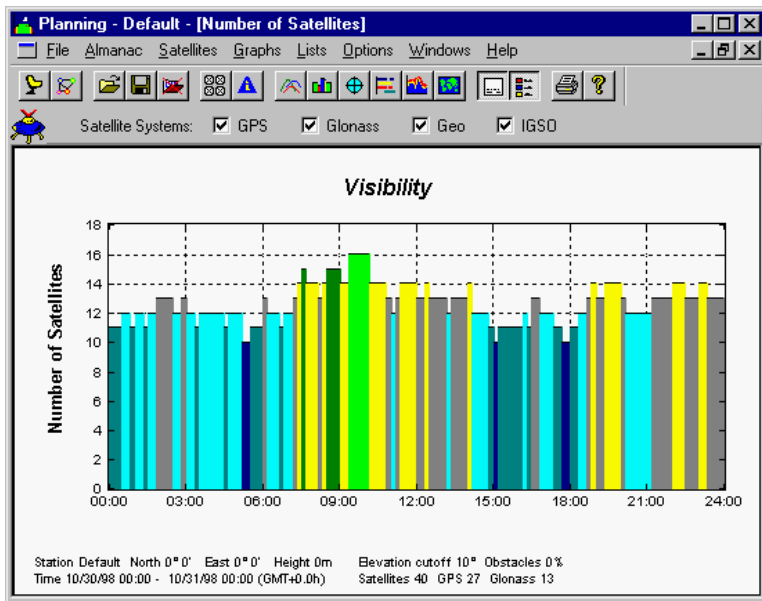 Planning - Default - [Number of Satellites]
File Almanac Satellites Graphs Lists Options Windows Help
Satellite Systems: GPS Glonass Geo IGSO
Visibility
Number of Satellites
18
16
14
12
10
8
6
4
2
0
00:00 03:00 06:00 09:00 12:00 15:00 18:00 21:00 24:00
Station Default North 0° 0' East 0° 0' Height 0m Elevation cutoff 10° Obstacles 0%
Time 10/30/98 00:00 - 10/31/98 00:00 (GMT+0.0h) Satellites 40 GPS 27 Glonass 13